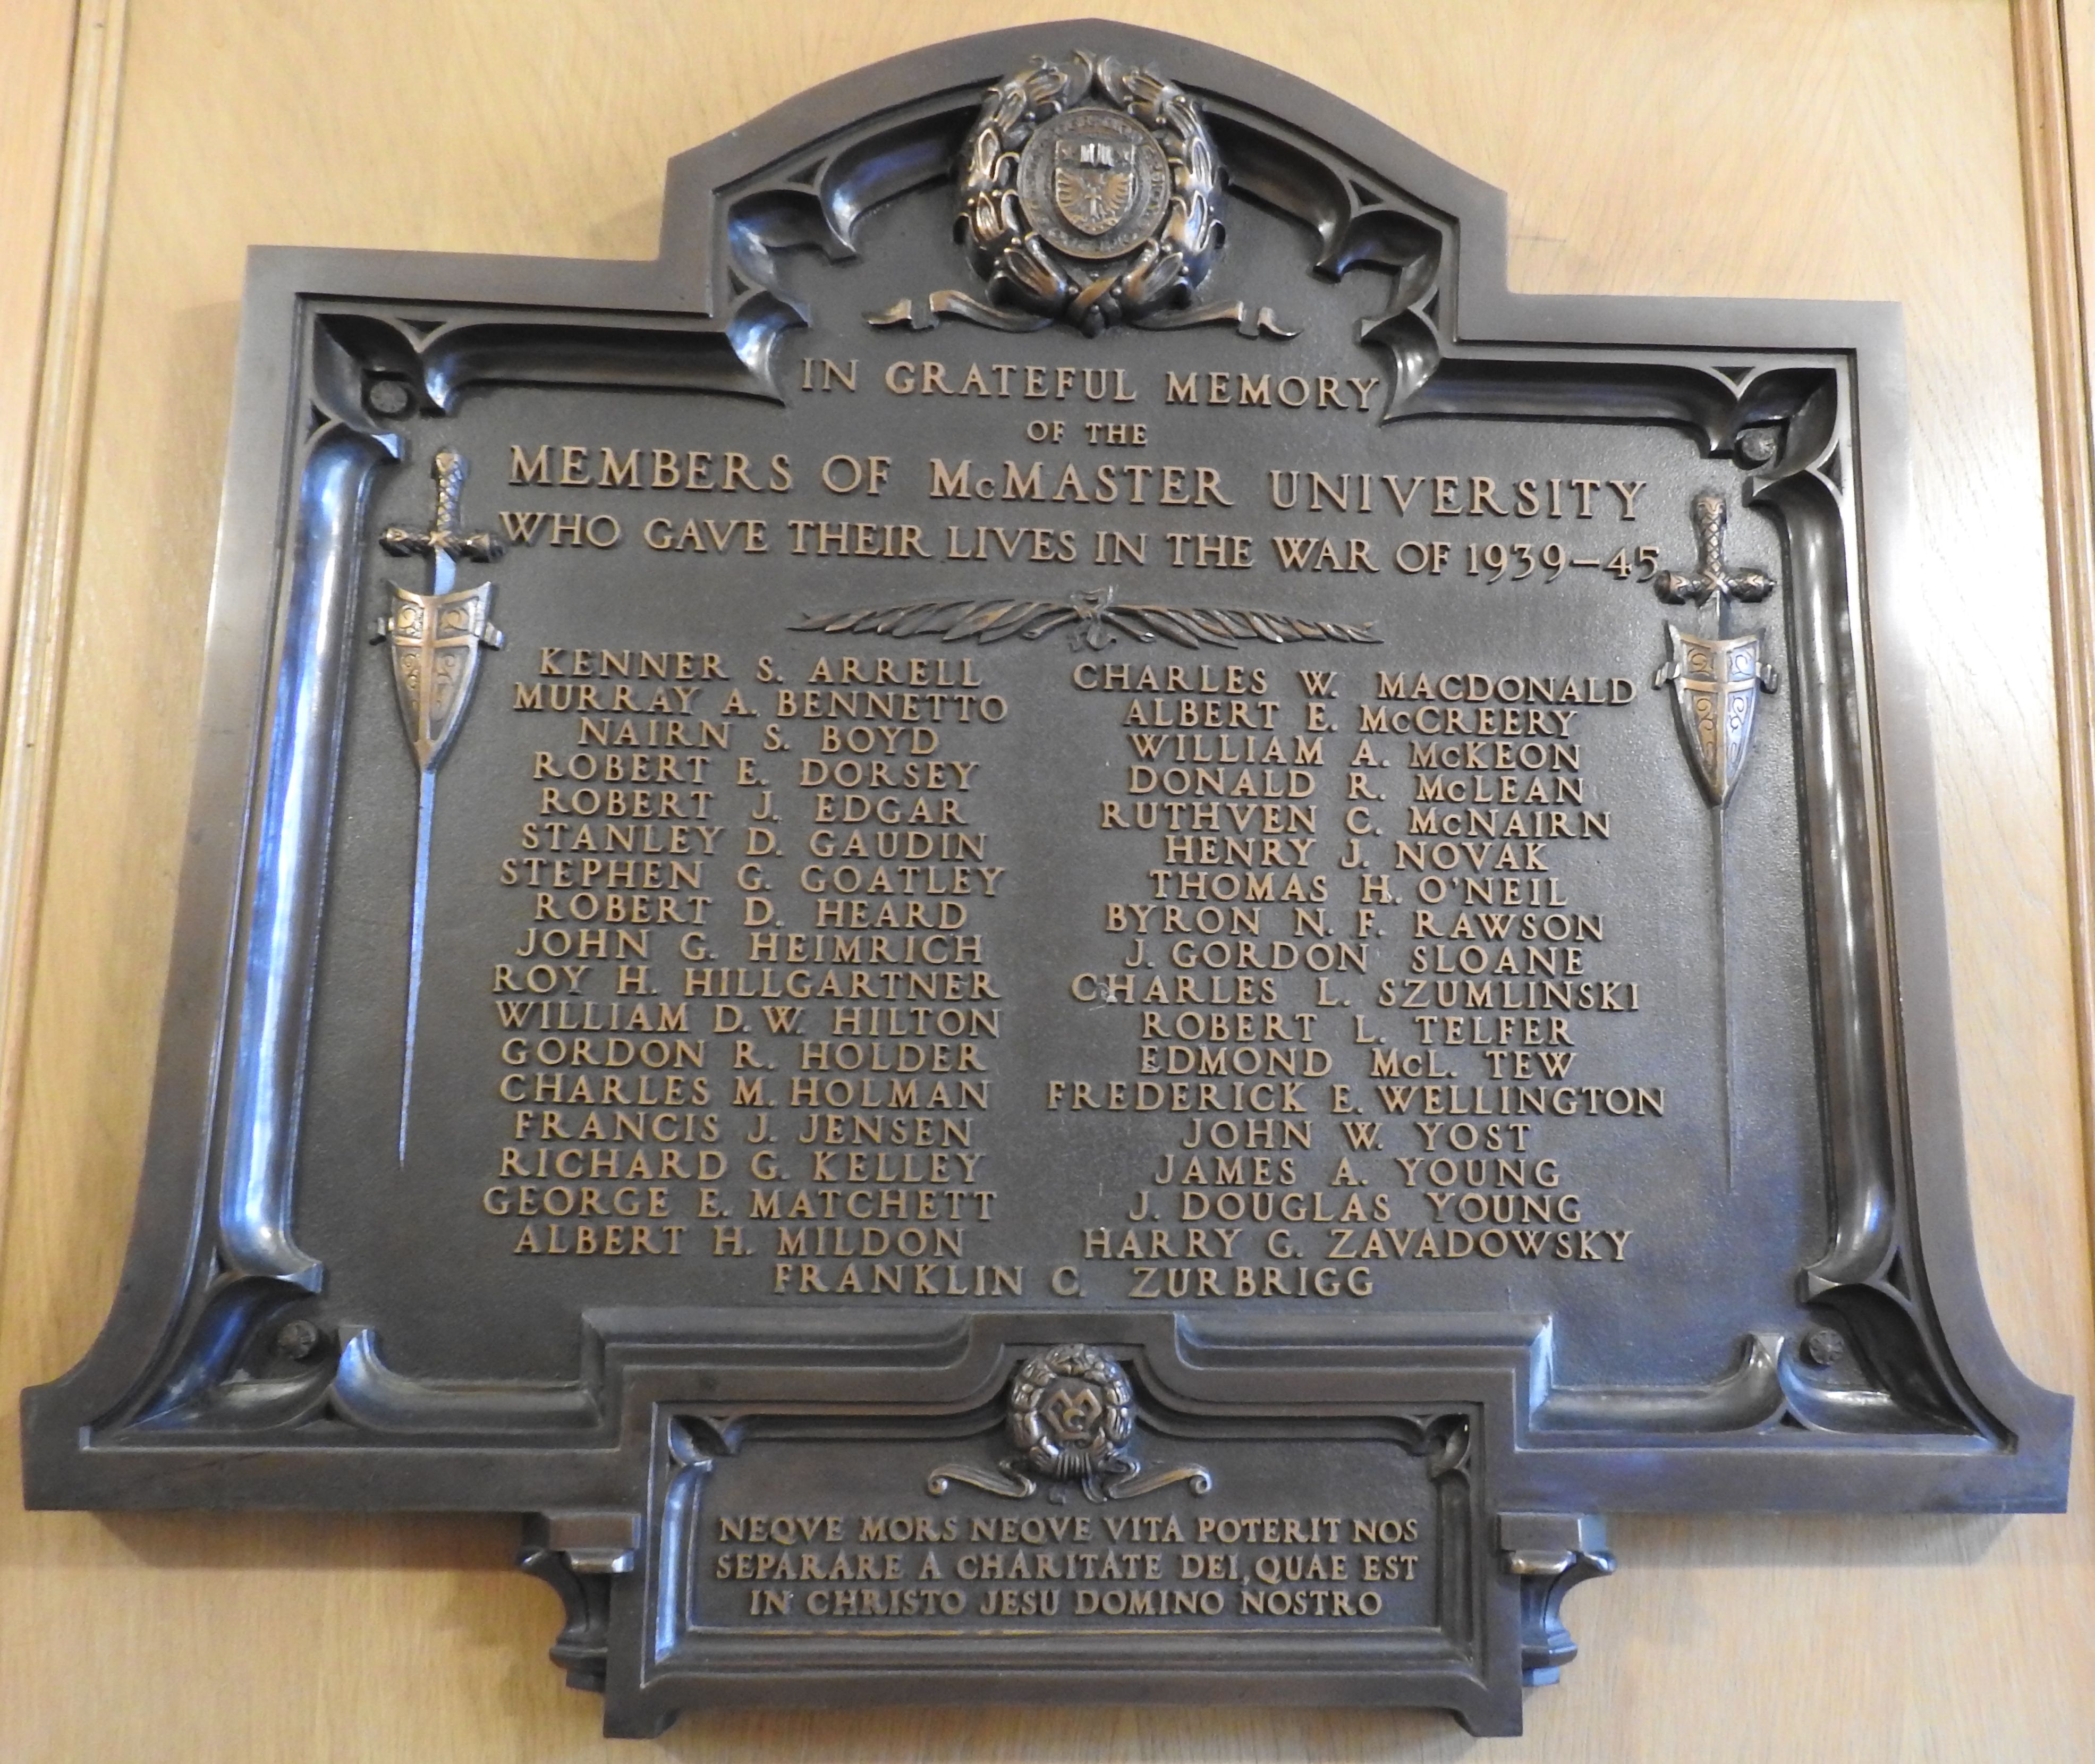 IN GRATEFUL MEMORY
OF THE
MEMBERS OF McMASTER UNIVERSITY
WHO GAVE THEIR LIVES IN THE WAR OF 1939–45
KENNER S. ARRELL
MURRAY A. BENNETTO
NAIRN S. BOYD
ROBERT E. DORSEY
ROBERT J. EDGAR
STANLEY D. GAUDIN
STEPHEN G. GOATLEY
ROBERT D. HEARD
JOHN G. HEIMRICH
ROY H. HILLGARTNER
WILLIAM D. W. HILTON
GORDON R. HOLDER
CHARLES M. HOLMAN
FRANCIS J. JENSEN
RICHARD G. KELLEY
GEORGE E. MATCHETT
ALBERT H. MILDON
CHARLES W. MACDONALD
ALBERT E. McCREERY
WILLIAM A. McKEON
DONALD R. McLEAN
RUTHVEN C. McNAIRN
HENRY J. NOVAK
THOMAS H. O'NEIL
BYRON N. F. RAWSON
J. GORDON SLOANE
CHARLES L. SZUMLINSKI
ROBERT L. TELFER
EDMOND McL. TEW
FREDERICK E. WELLINGTON
JOHN W. YOST
JAMES A. YOUNG
J. DOUGLAS YOUNG
HARRY G. ZAVADOWSKY
FRANKLIN C. ZURBRIGG
NEQVE MORS NEQVE VITA POTERIT NOS
SEPARARE A CHARITATE DEI, QUAE EST
IN CHRISTO JESU DOMINO NOSTRO